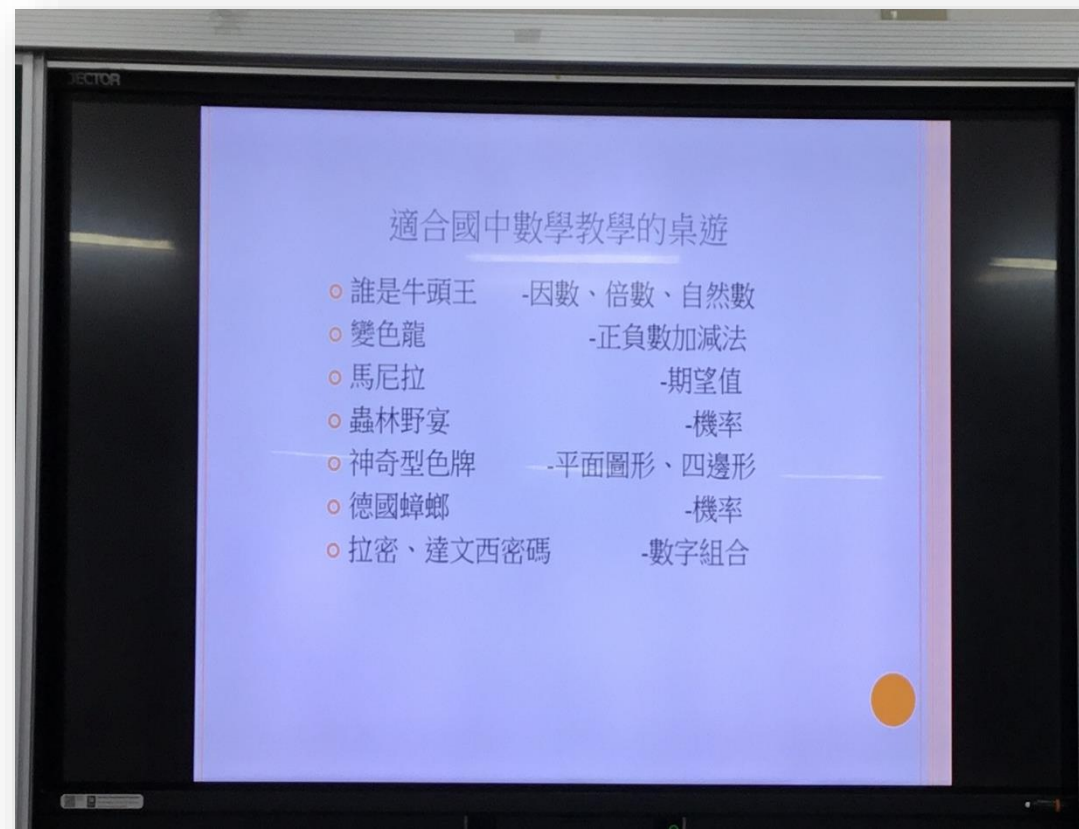 JECTOR
適合國中數學教學的桌遊
誰是牛頭王 -因數、倍數、自然數
變色龍 -正負數加減法
馬尼拉 -期望值
蟲林野宴 -機率
神奇型色牌 -平面圖形、四邊形
德國蟑螂 -機率
拉密、達文西密碼 -數字組合